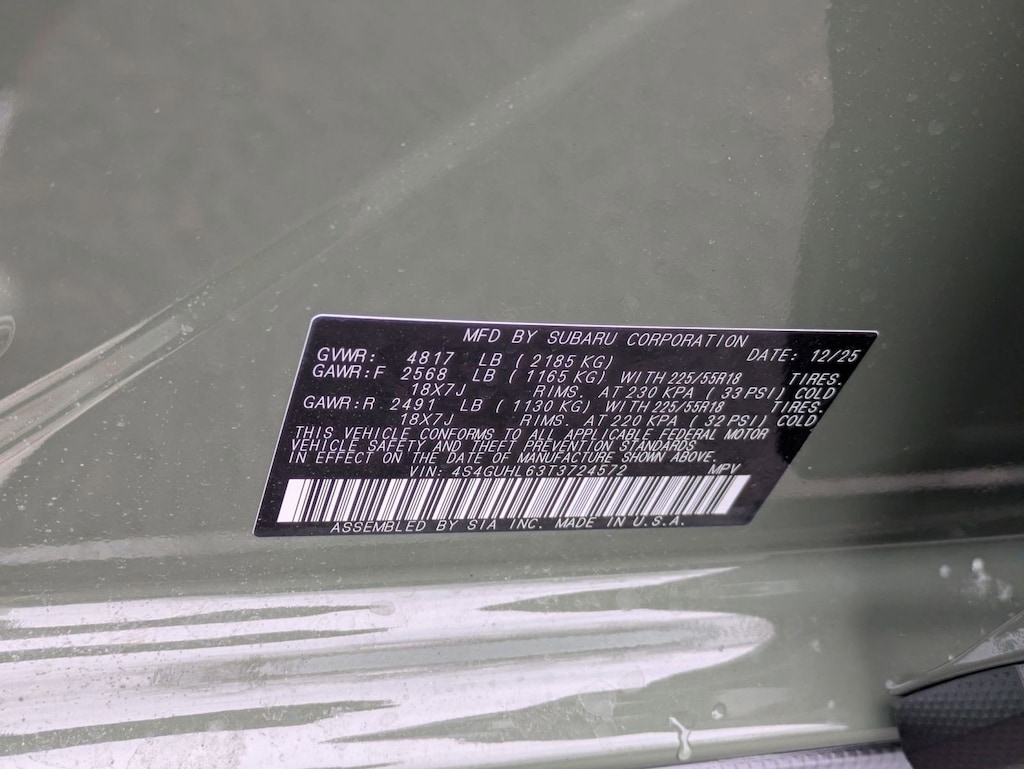 MFD BY SUBARU CORPORATION
GVWR: 4817 LB (2185 KG) DATE: 12/25
GAWR:F 2568 LB (1165 KG) WITH 225/55R18 TIRES.
18X7J RIMS. AT 230 KPA (33 PSI) COLD
GAWR:R 2491 LB (1130 KG) WITH 225/55R18 TIRES.
18X7J RIMS. AT 220 KPA (32 PSI) COLD
THIS VEHICLE CONFORMS TO ALL APPLICABLE FEDERAL MOTOR
VEHICLE SAFETY AND THEFT PREVENTION STANDARDS
IN EFFECT ON THE DATE OF MANUFACTURE SHOWN ABOVE.
VIN: 4S4GUHL63T3724572 MPV
ASSEMBLED BY SIA INC. MADE IN U.S.A.